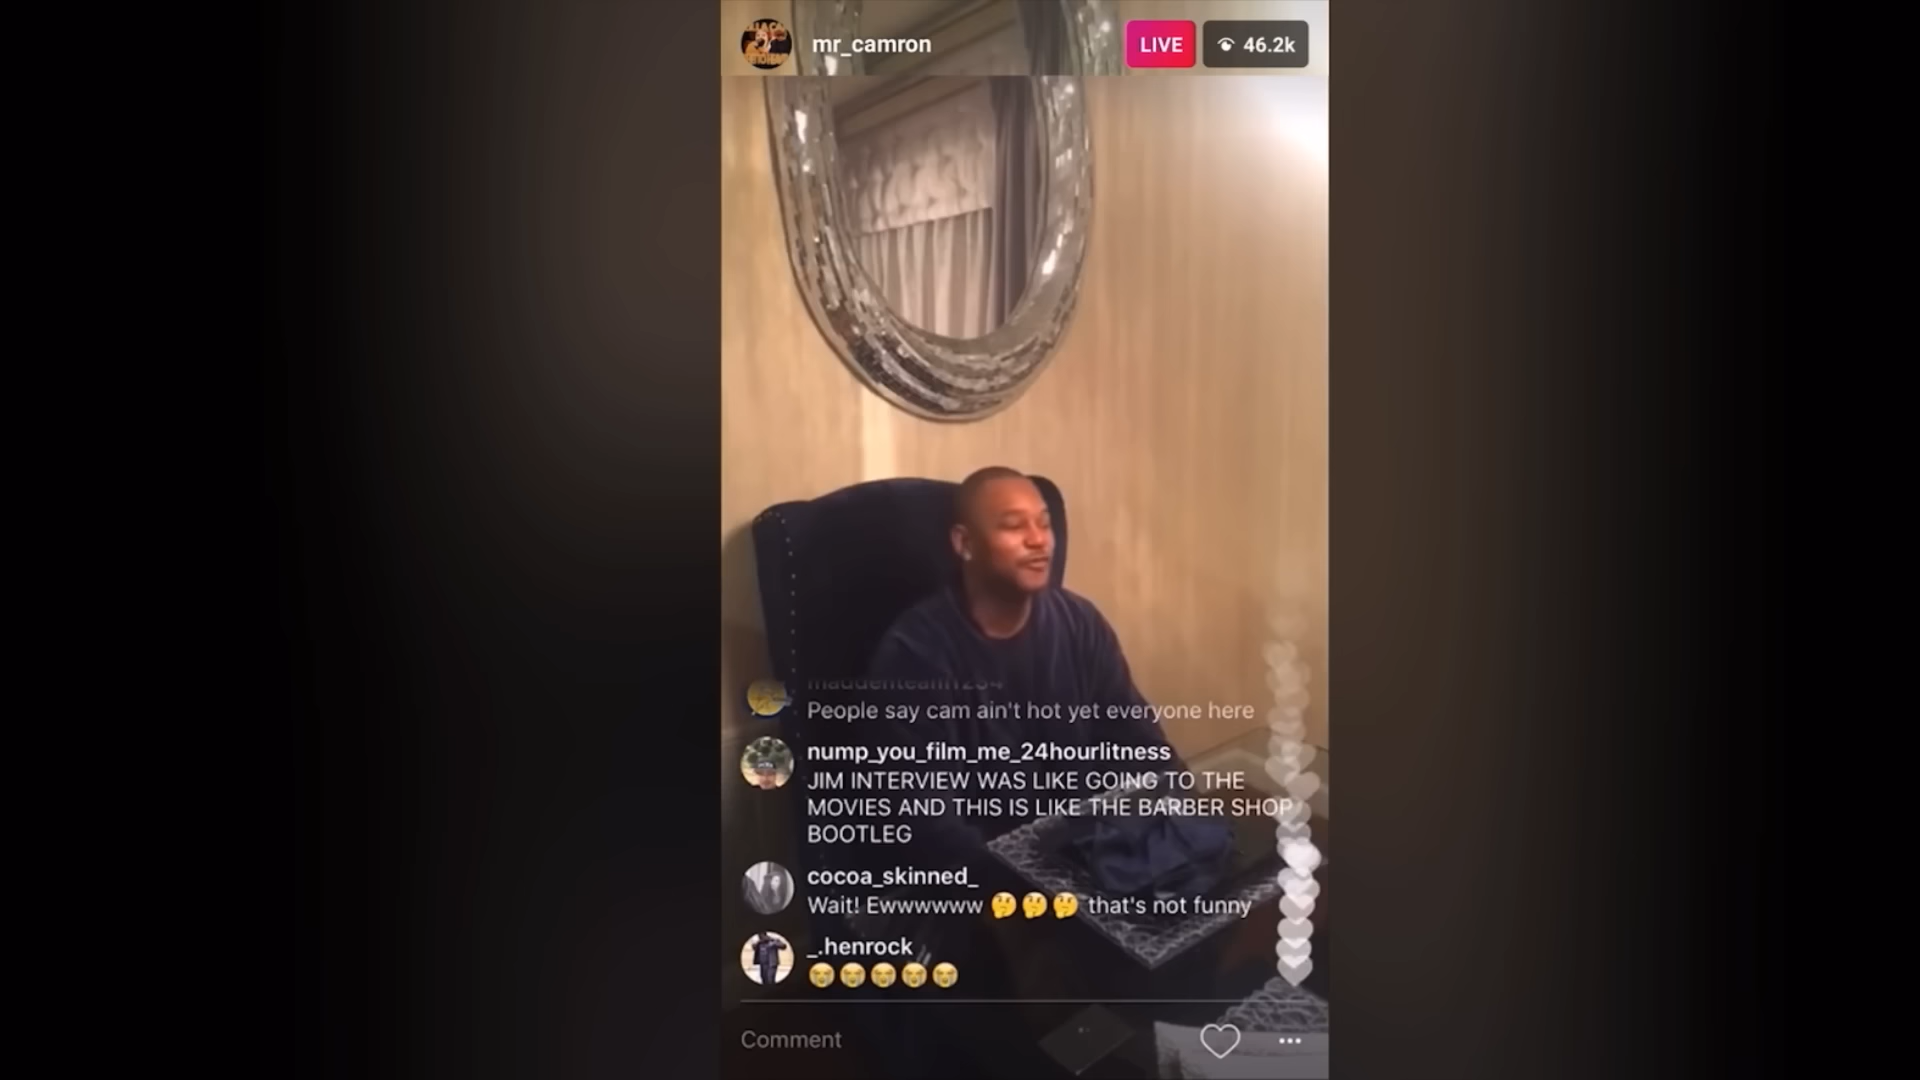 mr_camron
LIVE
46.2k
People say cam ain't hot yet everyone here
nump_you_film_me_24hourlitness
JIM INTERVIEW WAS LIKE GOING TO THE
MOVIES AND THIS IS LIKE THE BARBER SHOP
BOOTLEG
cocoa_skinned_
Wait! Ewwwwww 🤔🤔🤔 that's not funny
_.henrock
😭😭😭😭😭
Comment